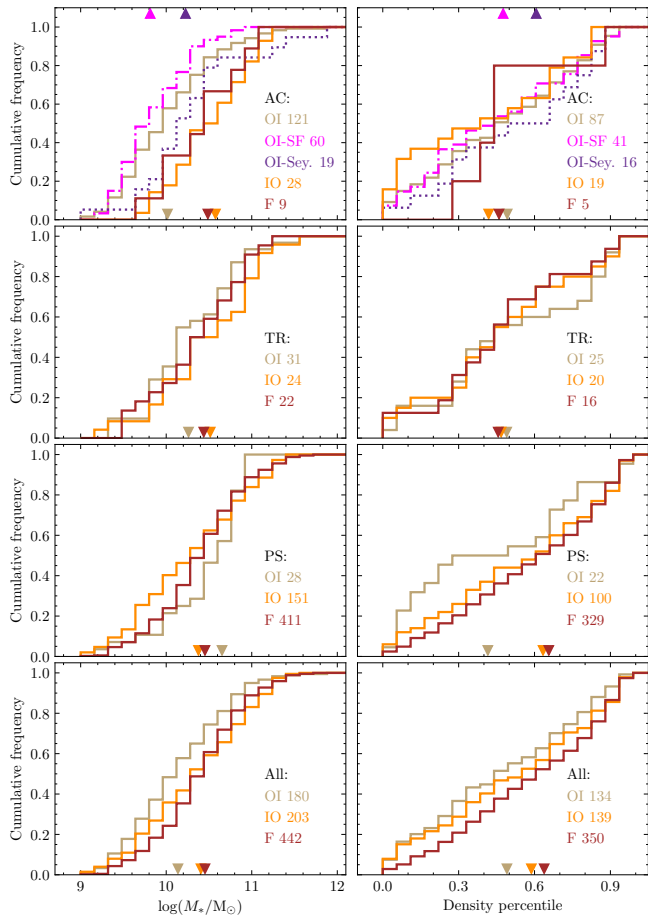 Cumulative frequency
1.0
0.8
0.6
0.4
0.2
0.0
AC:
OI 121
OI-SF 60
OI-Sey. 19
IO 28
F 9
AC:
OI 87
OI-SF 41
OI-Sey. 16
IO 19
F 5
Cumulative frequency
1.0
0.8
0.6
0.4
0.2
0.0
TR:
OI 31
IO 24
F 22
TR:
OI 25
IO 20
F 16
Cumulative frequency
1.0
0.8
0.6
0.4
0.2
0.0
PS:
OI 28
IO 151
F 411
PS:
OI 22
IO 100
F 329
Cumulative frequency
1.0
0.8
0.6
0.4
0.2
0.0
All:
OI 180
IO 203
F 442
All:
OI 134
IO 139
F 350
9 10 11 12
0.0 0.3 0.6 0.9
log(M*/M⊙)
Density percentile